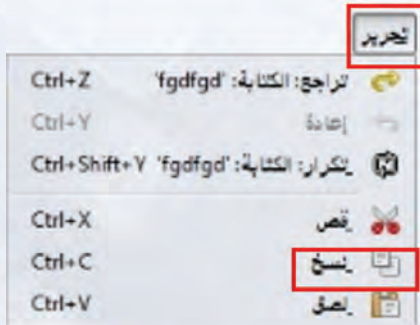 تحرير
تراجع: الكتابة: 'fgdfgd' Ctrl+Z
إعادة Ctrl+Y
تكرار: الكتابة: 'fgdfgd' Ctrl+Shift+Y
قص Ctrl+X
نسخ Ctrl+C
لصق Ctrl+V